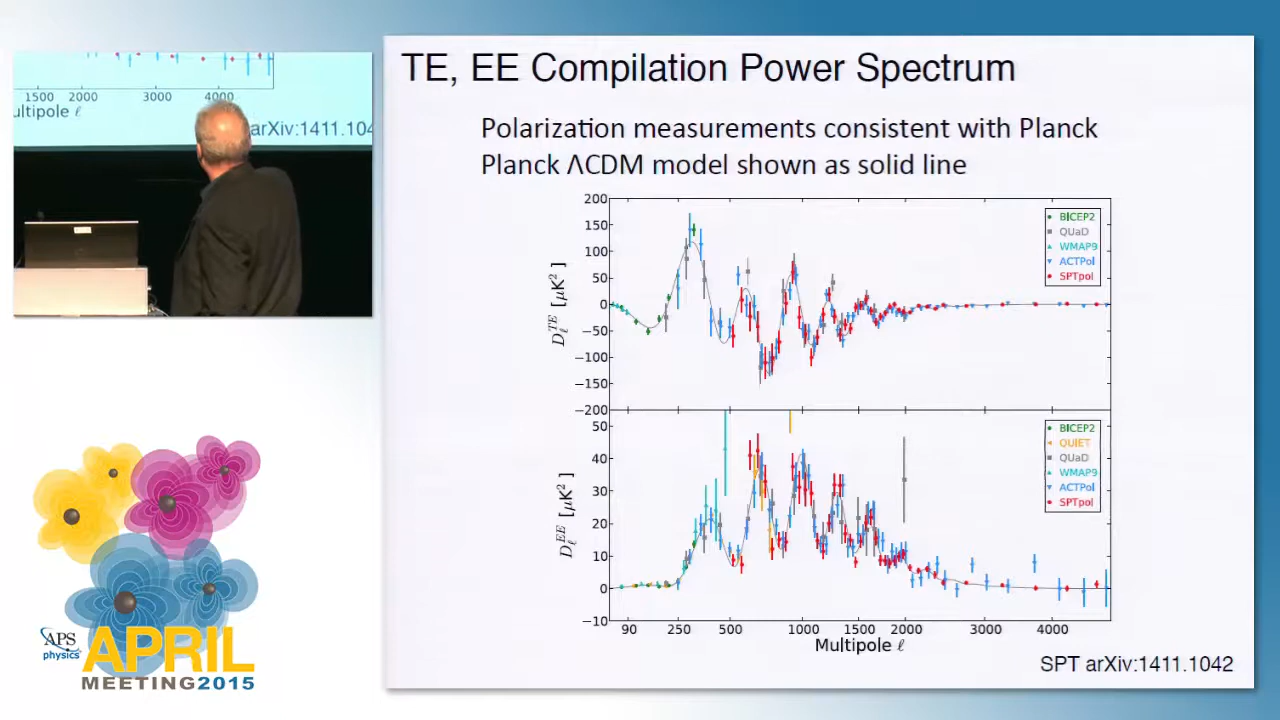 TE, EE Compilation Power Spectrum
Polarization measurements consistent with Planck
Planck ΛCDM model shown as solid line
1500 2000 3000 4000
ultipole ℓ
arXiv:1411.104
200
150
100
50
0
−50
−100
−150
−200
D_ℓ^{TE} [μK²]
BICEP2
QUaD
WMAP9
ACTPol
SPTpol
50
40
30
20
10
0
−10
D_ℓ^{EE} [μK²]
BICEP2
QUIET
QUaD
WMAP9
ACTPol
SPTpol
90 250 500 1000 1500 2000 3000 4000
Multipole ℓ
SPT arXiv:1411.1042
APS
physics
APRIL
MEETING2015